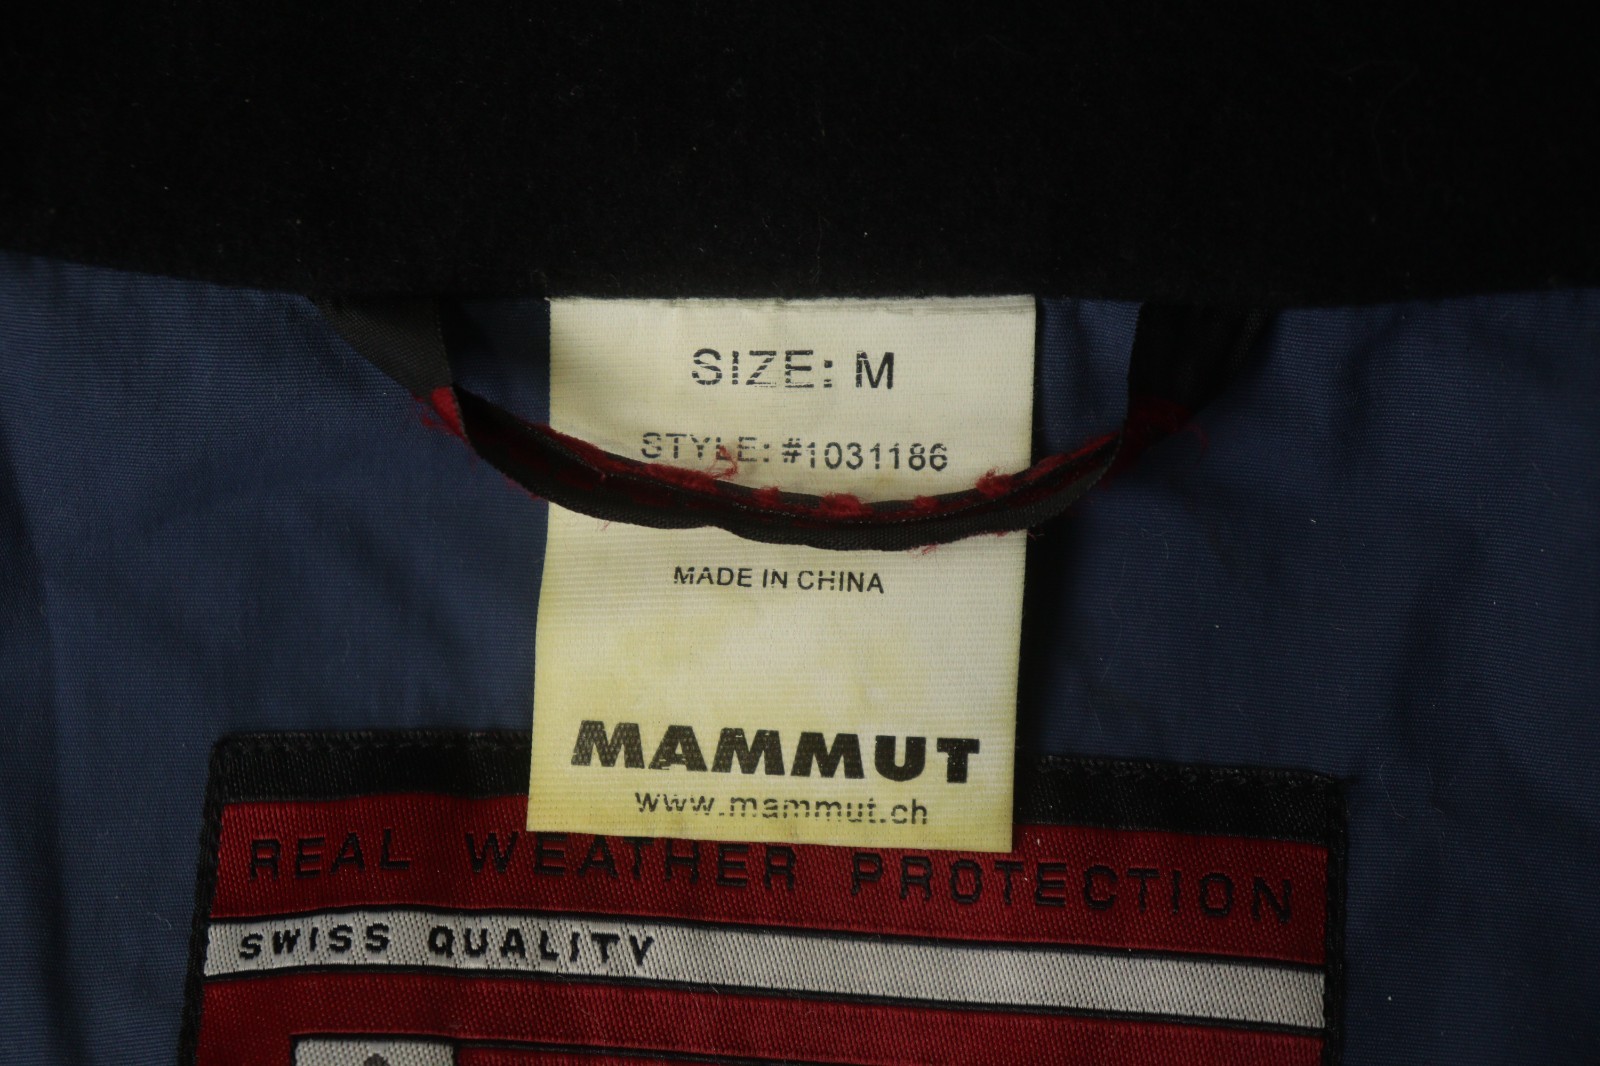 SIZE: M
STYLE: #1031186
MADE IN CHINA
MAMMUT
www.mammut.ch
REAL WEATHER PROTECTION
SWISS QUALITY